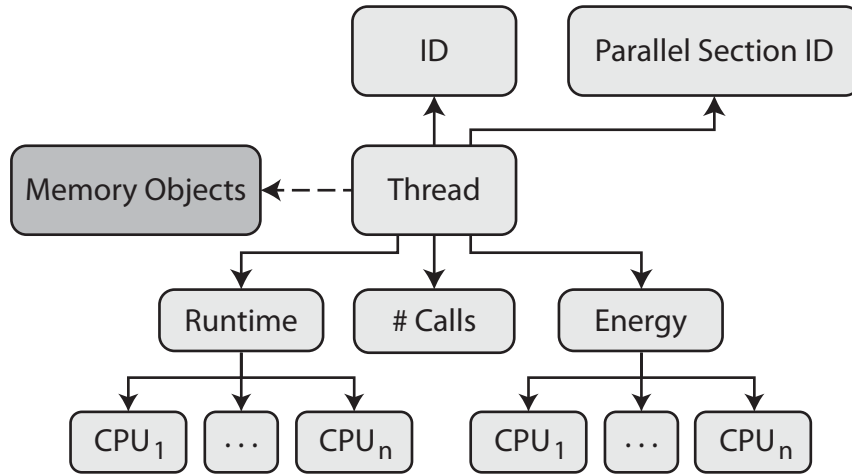 ID
Parallel Section ID
Memory Objects
Thread
Runtime
# Calls
Energy
CPU₁
...
CPUₙ
CPU₁
...
CPUₙ